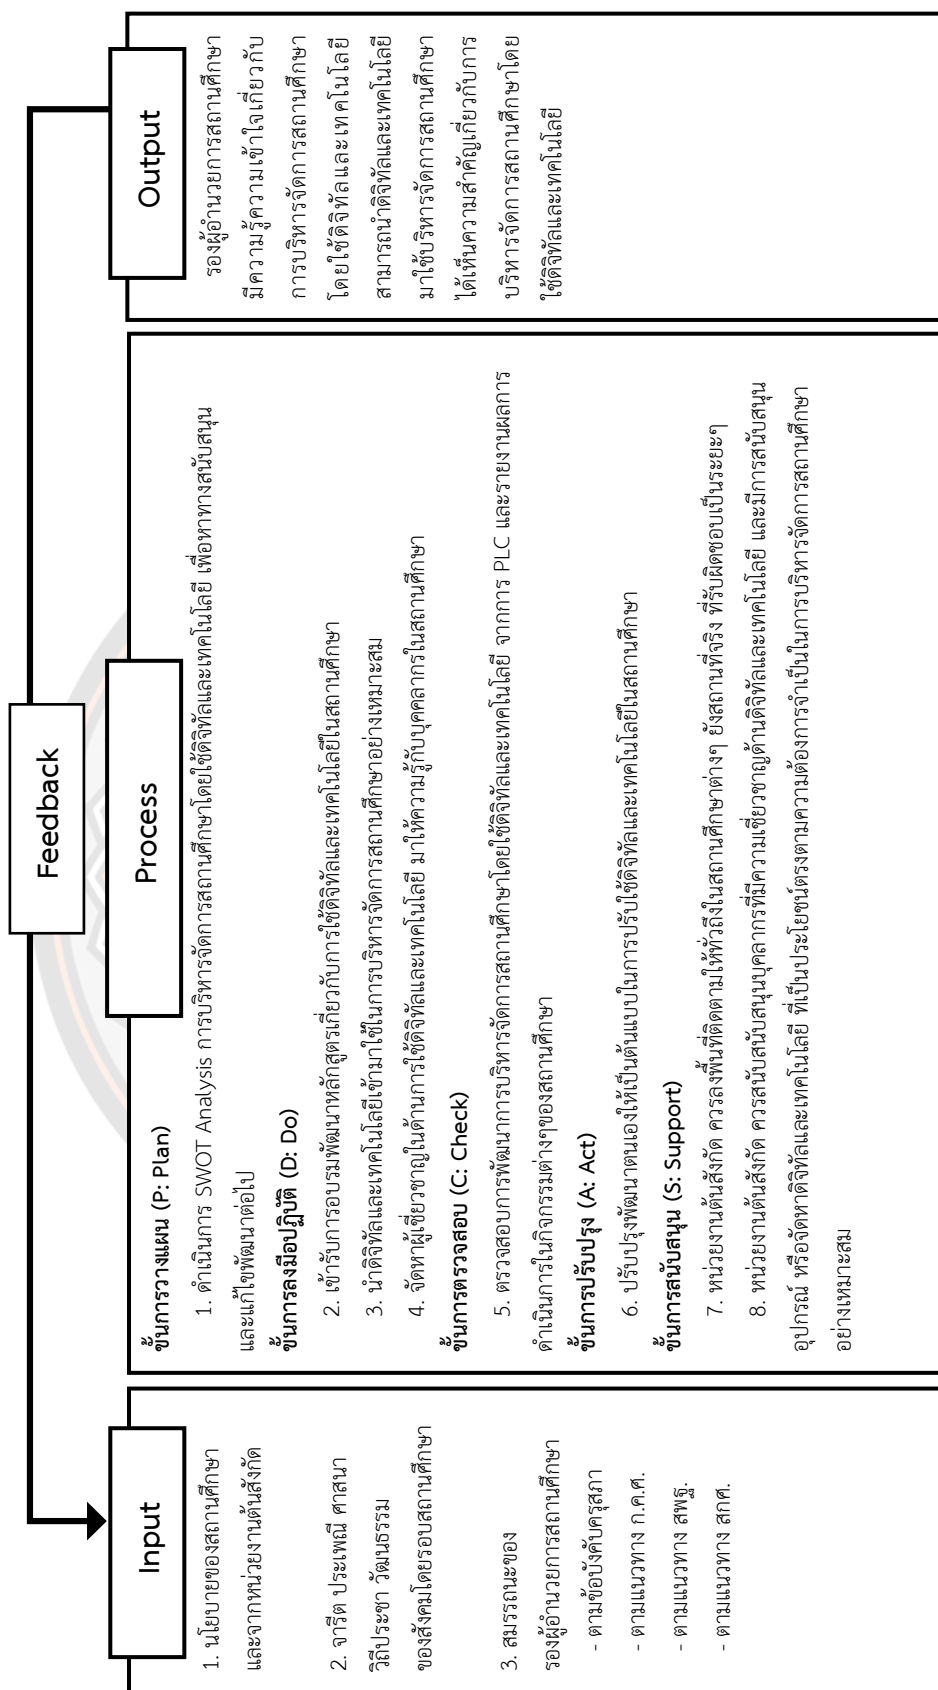 Feedback
Input
1. นโยบายของสถานศึกษา
และจากหน่วยงานต้นสังกัด
2. จารีต ประเพณี ศาสนา
วิถีประชา วัฒนธรรม
ของสังคมโดยรอบสถานศึกษา
3. สมรรถนะของ
รองผู้อำนวยการสถานศึกษา
- ตามข้อบังคับคุรุสภา
- ตามแนวทาง ก.ค.ศ.
- ตามแนวทาง สพฐ.
- ตามแนวทาง สกศ.
Process
ขั้นการวางแผน (P: Plan)
1. ดำเนินการ SWOT Analysis การบริหารจัดการสถานศึกษาโดยใช้ดิจิทัลและเทคโนโลยี เพื่อหาทางสนับสนุน
และแก้ไขพัฒนาต่อไป
ขั้นการลงมือปฏิบัติ (D: Do)
2. เข้ารับการอบรมพัฒนาหลักสูตรเกี่ยวกับการใช้ดิจิทัลและเทคโนโลยีในสถานศึกษา
3. นำดิจิทัลและเทคโนโลยีเข้ามาใช้ในการบริหารจัดการสถานศึกษาอย่างเหมาะสม
4. จัดหาผู้เชี่ยวชาญในด้านการใช้ดิจิทัลและเทคโนโลยี มาให้ความรู้กับบุคคลากรในสถานศึกษา
ขั้นการตรวจสอบ (C: Check)
5. ตรวจสอบการพัฒนาการบริหารจัดการสถานศึกษาโดยใช้ดิจิทัลและเทคโนโลยี จากการ PLC และรายงานผลการ
ดำเนินการในกิจกรรมต่างๆของสถานศึกษา
ขั้นการปรับปรุง (A: Act)
6. ปรับปรุงพัฒนาตนเองให้เป็นต้นแบบในการปรับใช้ดิจิทัลและเทคโนโลยีในสถานศึกษา
ขั้นการสนับสนุน (S: Support)
7. หน่วยงานต้นสังกัด ควรลงพื้นที่ติดตามให้ทั่วถึงในสถานศึกษาต่างๆ ยังสถานที่จริง ที่รับผิดชอบเป็นระยะๆ
8. หน่วยงานต้นสังกัด ควรสนับสนุนบุคลากรที่มีความเชี่ยวชาญด้านดิจิทัลและเทคโนโลยี และมีการสนับสนุน
อุปกรณ์ หรือจัดหาดิจิทัลและเทคโนโลยี ที่เป็นประโยชน์ตรงตามความต้องการจำเป็นในการบริหารจัดการสถานศึกษา
อย่างเหมาะสม
Output
รองผู้อำนวยการสถานศึกษา
มีความรู้ความเข้าใจเกี่ยวกับ
การบริหารจัดการสถานศึกษา
โดยใช้ดิจิทัลและเทคโนโลยี
สามารถนำดิจิทัลและเทคโนโลยี
มาใช้บริหารจัดการสถานศึกษา
ได้เห็นความสำคัญเกี่ยวกับการ
บริหารจัดการสถานศึกษาโดย
ใช้ดิจิทัลและเทคโนโลยี